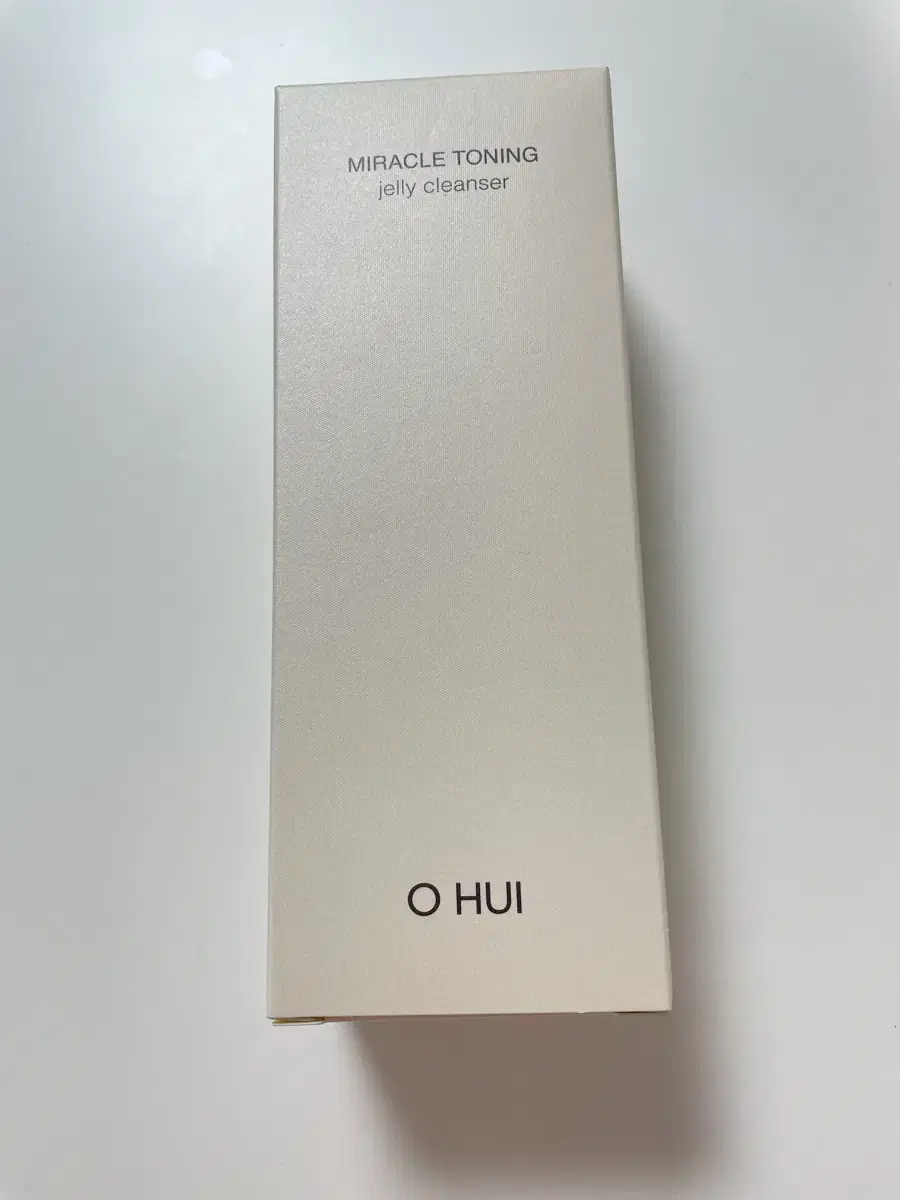 MIRACLE TONING
jelly cleanser
O HUI